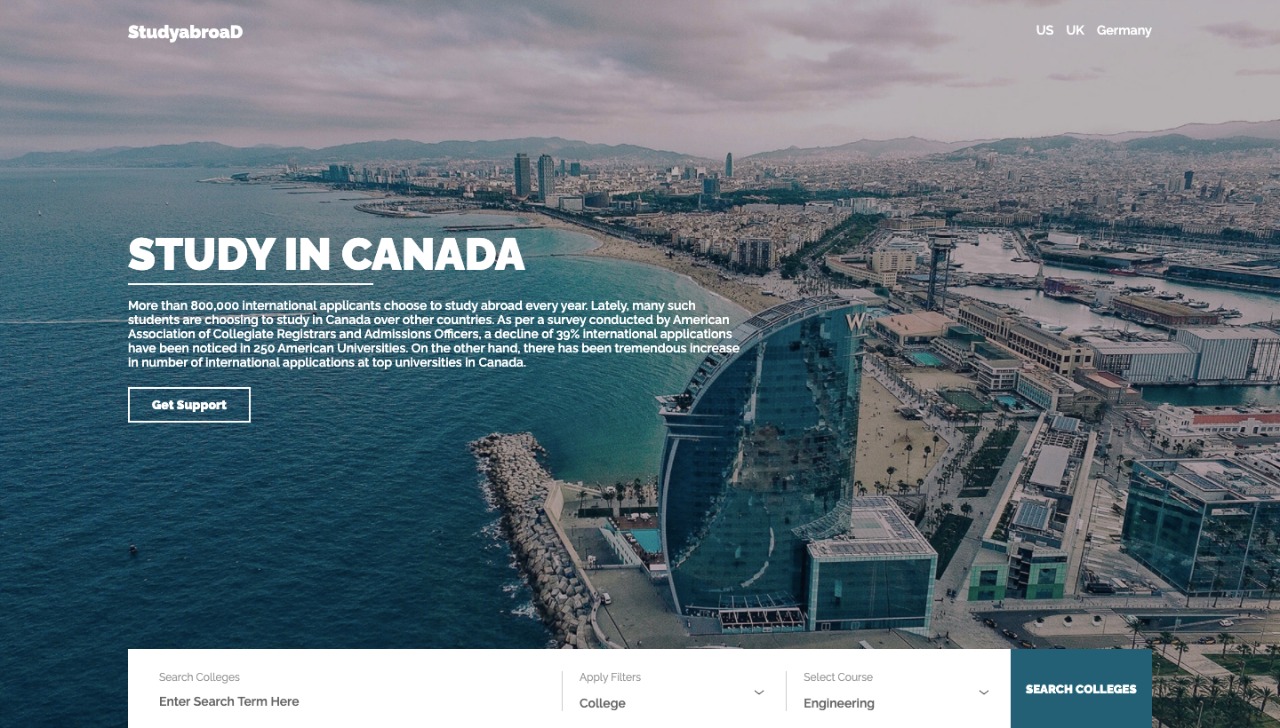 StudyabroaD
US UK Germany
STUDY IN CANADA
More than 800,000 international applicants choose to study abroad every year. Lately, many such
students are choosing to study in Canada over other countries. As per a survey conducted by American
Association of Collegiate Registrars and Admissions Officers, a decline of 39% international applications
have been noticed in 250 American Universities. On the other hand, there has been tremendous increase
in number of international applications at top universities in Canada.
W
Get Support
Search Colleges
Enter Search Term Here
Apply Filters
College
Select Course
Engineering
SEARCH COLLEGES